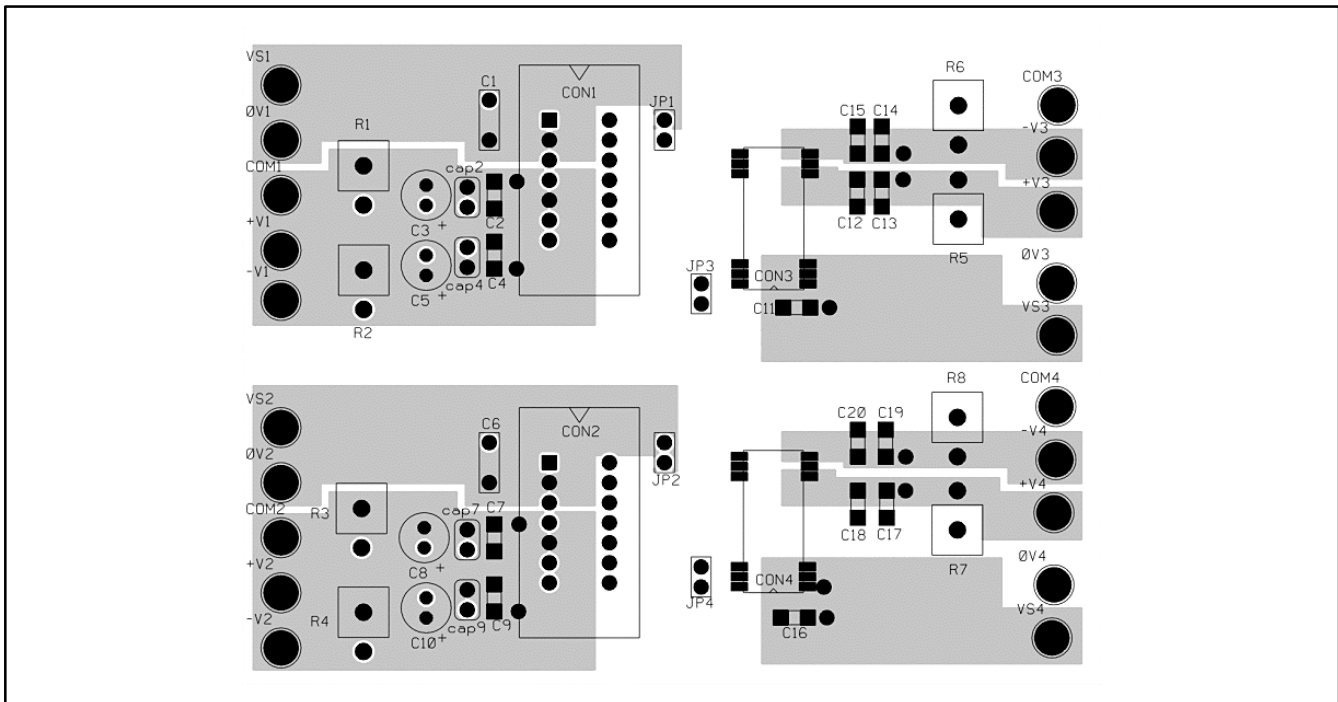 VS1
ØV1
COM1
+V1
-V1
R1
R2
C1
CON1
JP1
cap2
C2
C3 +
cap4
C4
C5 +
R6
COM3
C15 C14
-V3
+V3
C12 C13
R5
ØV3
JP3
CON3
C11
VS3
VS2
ØV2
COM2
+V2
-V2
R3
R4
C6
CON2
JP2
cap7
C7
C8 +
cap9
C9
C10 +
R8
COM4
C20 C19
-V4
+V4
C18 C17
R7
ØV4
JP4
CON4
C16
VS4